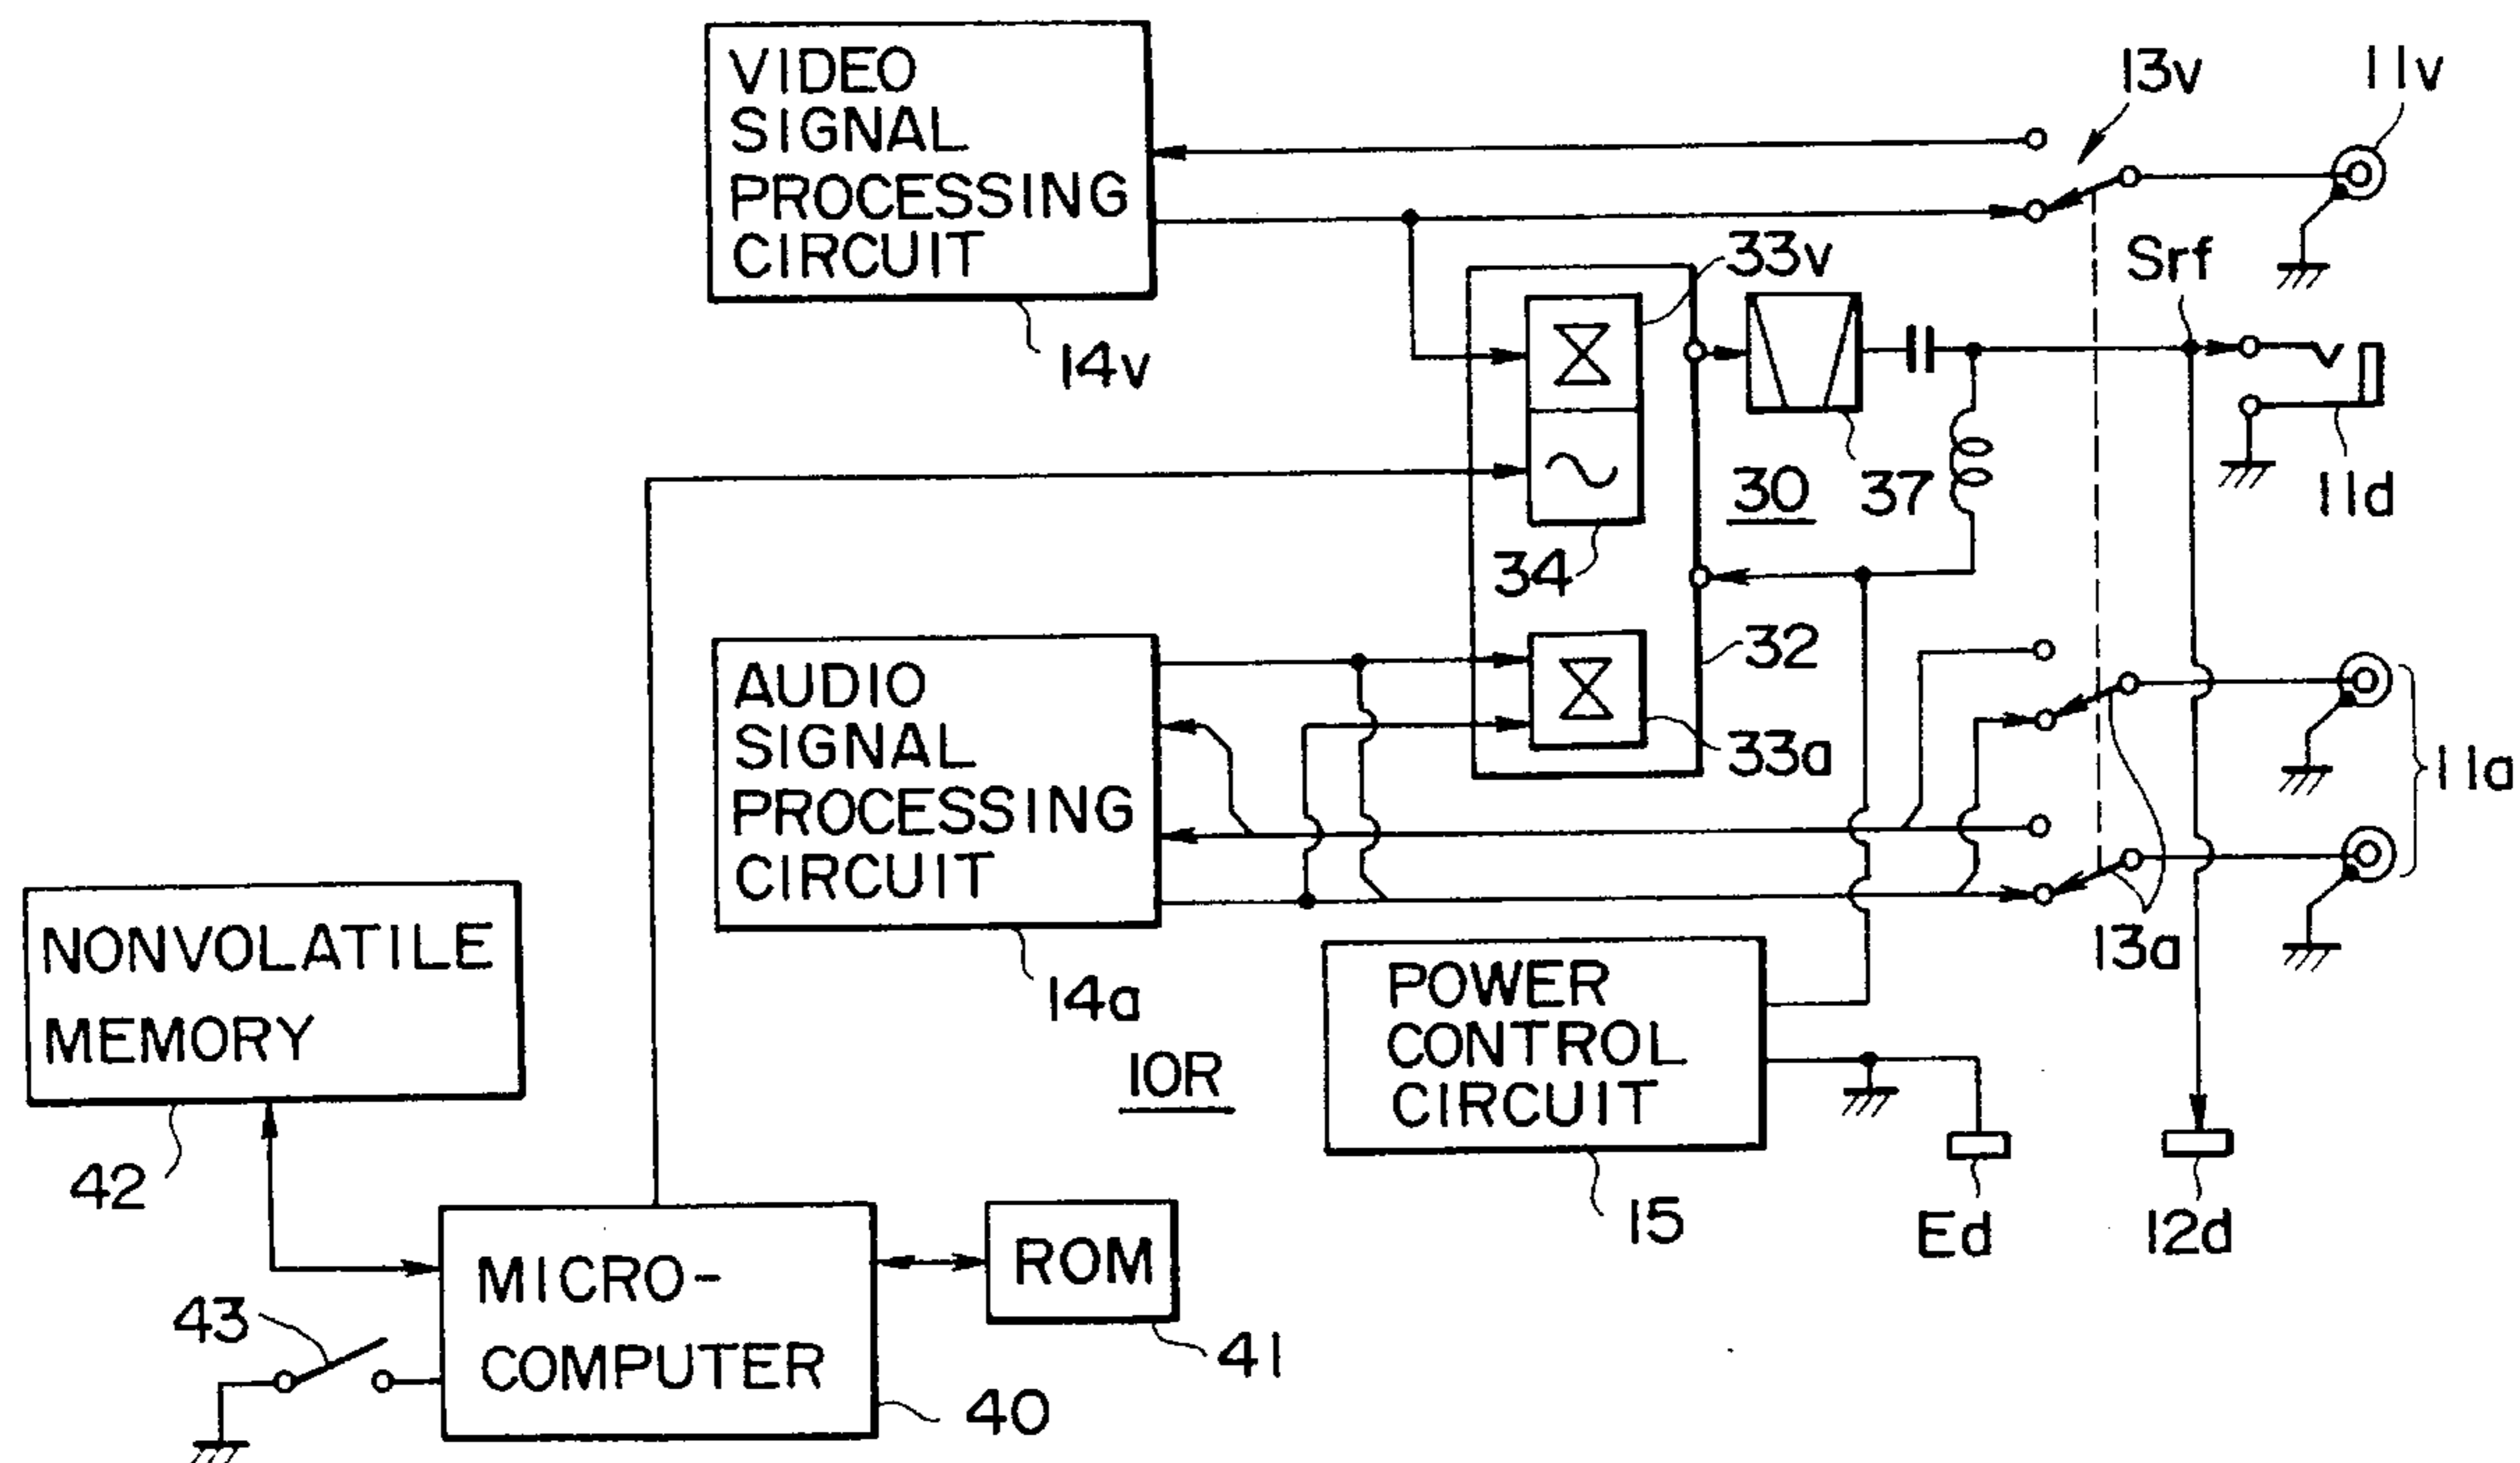 VIDEO
SIGNAL
PROCESSING
CIRCUIT
14v
13v
11v
33v
Srf
30
37
11d
34
32
AUDIO
SIGNAL
PROCESSING
CIRCUIT
33a
11a
14a
13a
NONVOLATILE
MEMORY
42
10R
POWER
CONTROL
CIRCUIT
15
Ed
12d
MICRO-
COMPUTER
40
ROM
41
43